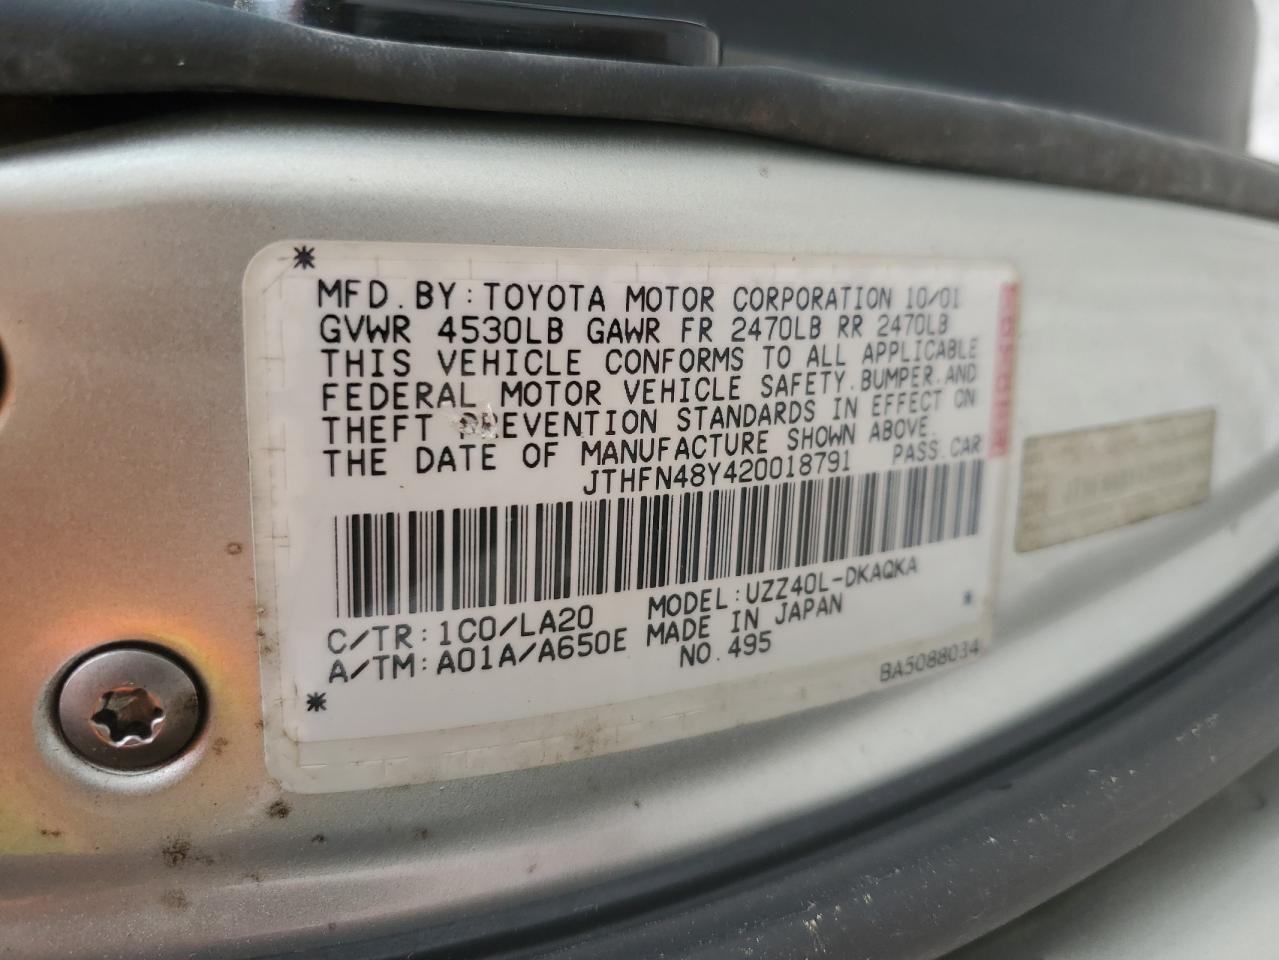 MFD. BY: TOYOTA MOTOR CORPORATION 10/01
GVWR 4530LB GAWR FR 2470LB RR 2470LB
THIS VEHICLE CONFORMS TO ALL APPLICABLE
FEDERAL MOTOR VEHICLE SAFETY. BUMPER. AND
THEFT PREVENTION STANDARDS IN EFFECT ON
THE DATE OF MANUFACTURE SHOWN ABOVE.
JTHFN48Y420018791 PASS. CAR
C/TR: 1C0/LA20 MODEL: UZZ40L-DKAQKA
A/TM: A01A/A650E MADE IN JAPAN
NO. 495
BA5088034